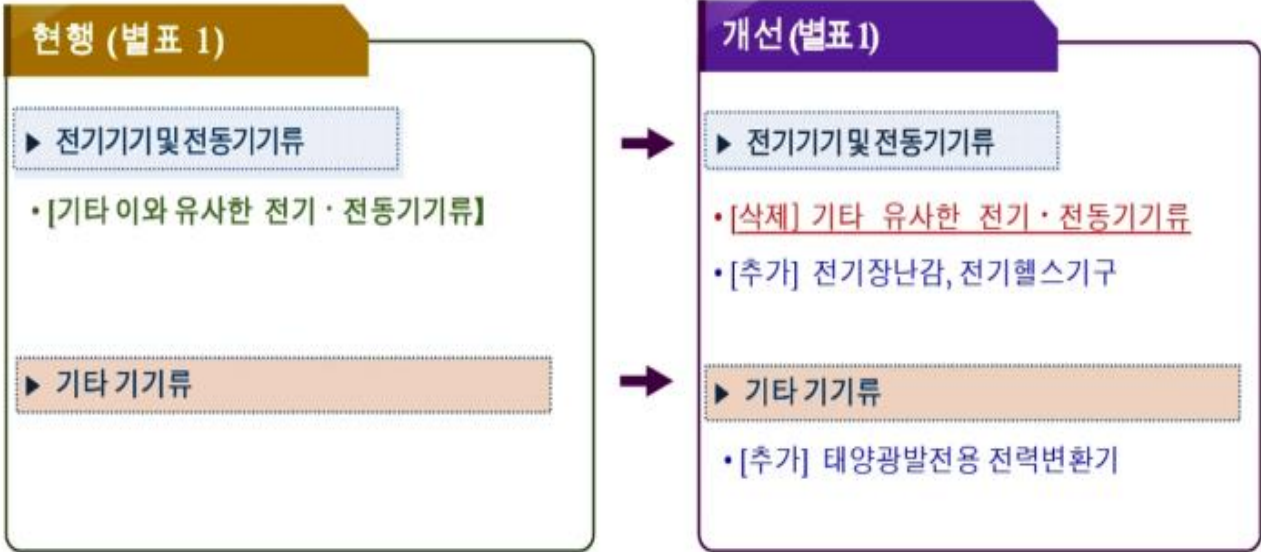 현행 (별표 1)
▶ 전기기기 및 전동기기류
• [기타 이와 유사한 전기 · 전동기기류】
▶ 기타 기기류
개선 (별표 1)
▶ 전기기기 및 전동기기류
• [삭제] 기타 유사한 전기 · 전동기기류
• [추가] 전기장난감, 전기헬스기구
▶ 기타 기기류
• [추가] 태양광발전용 전력변환기